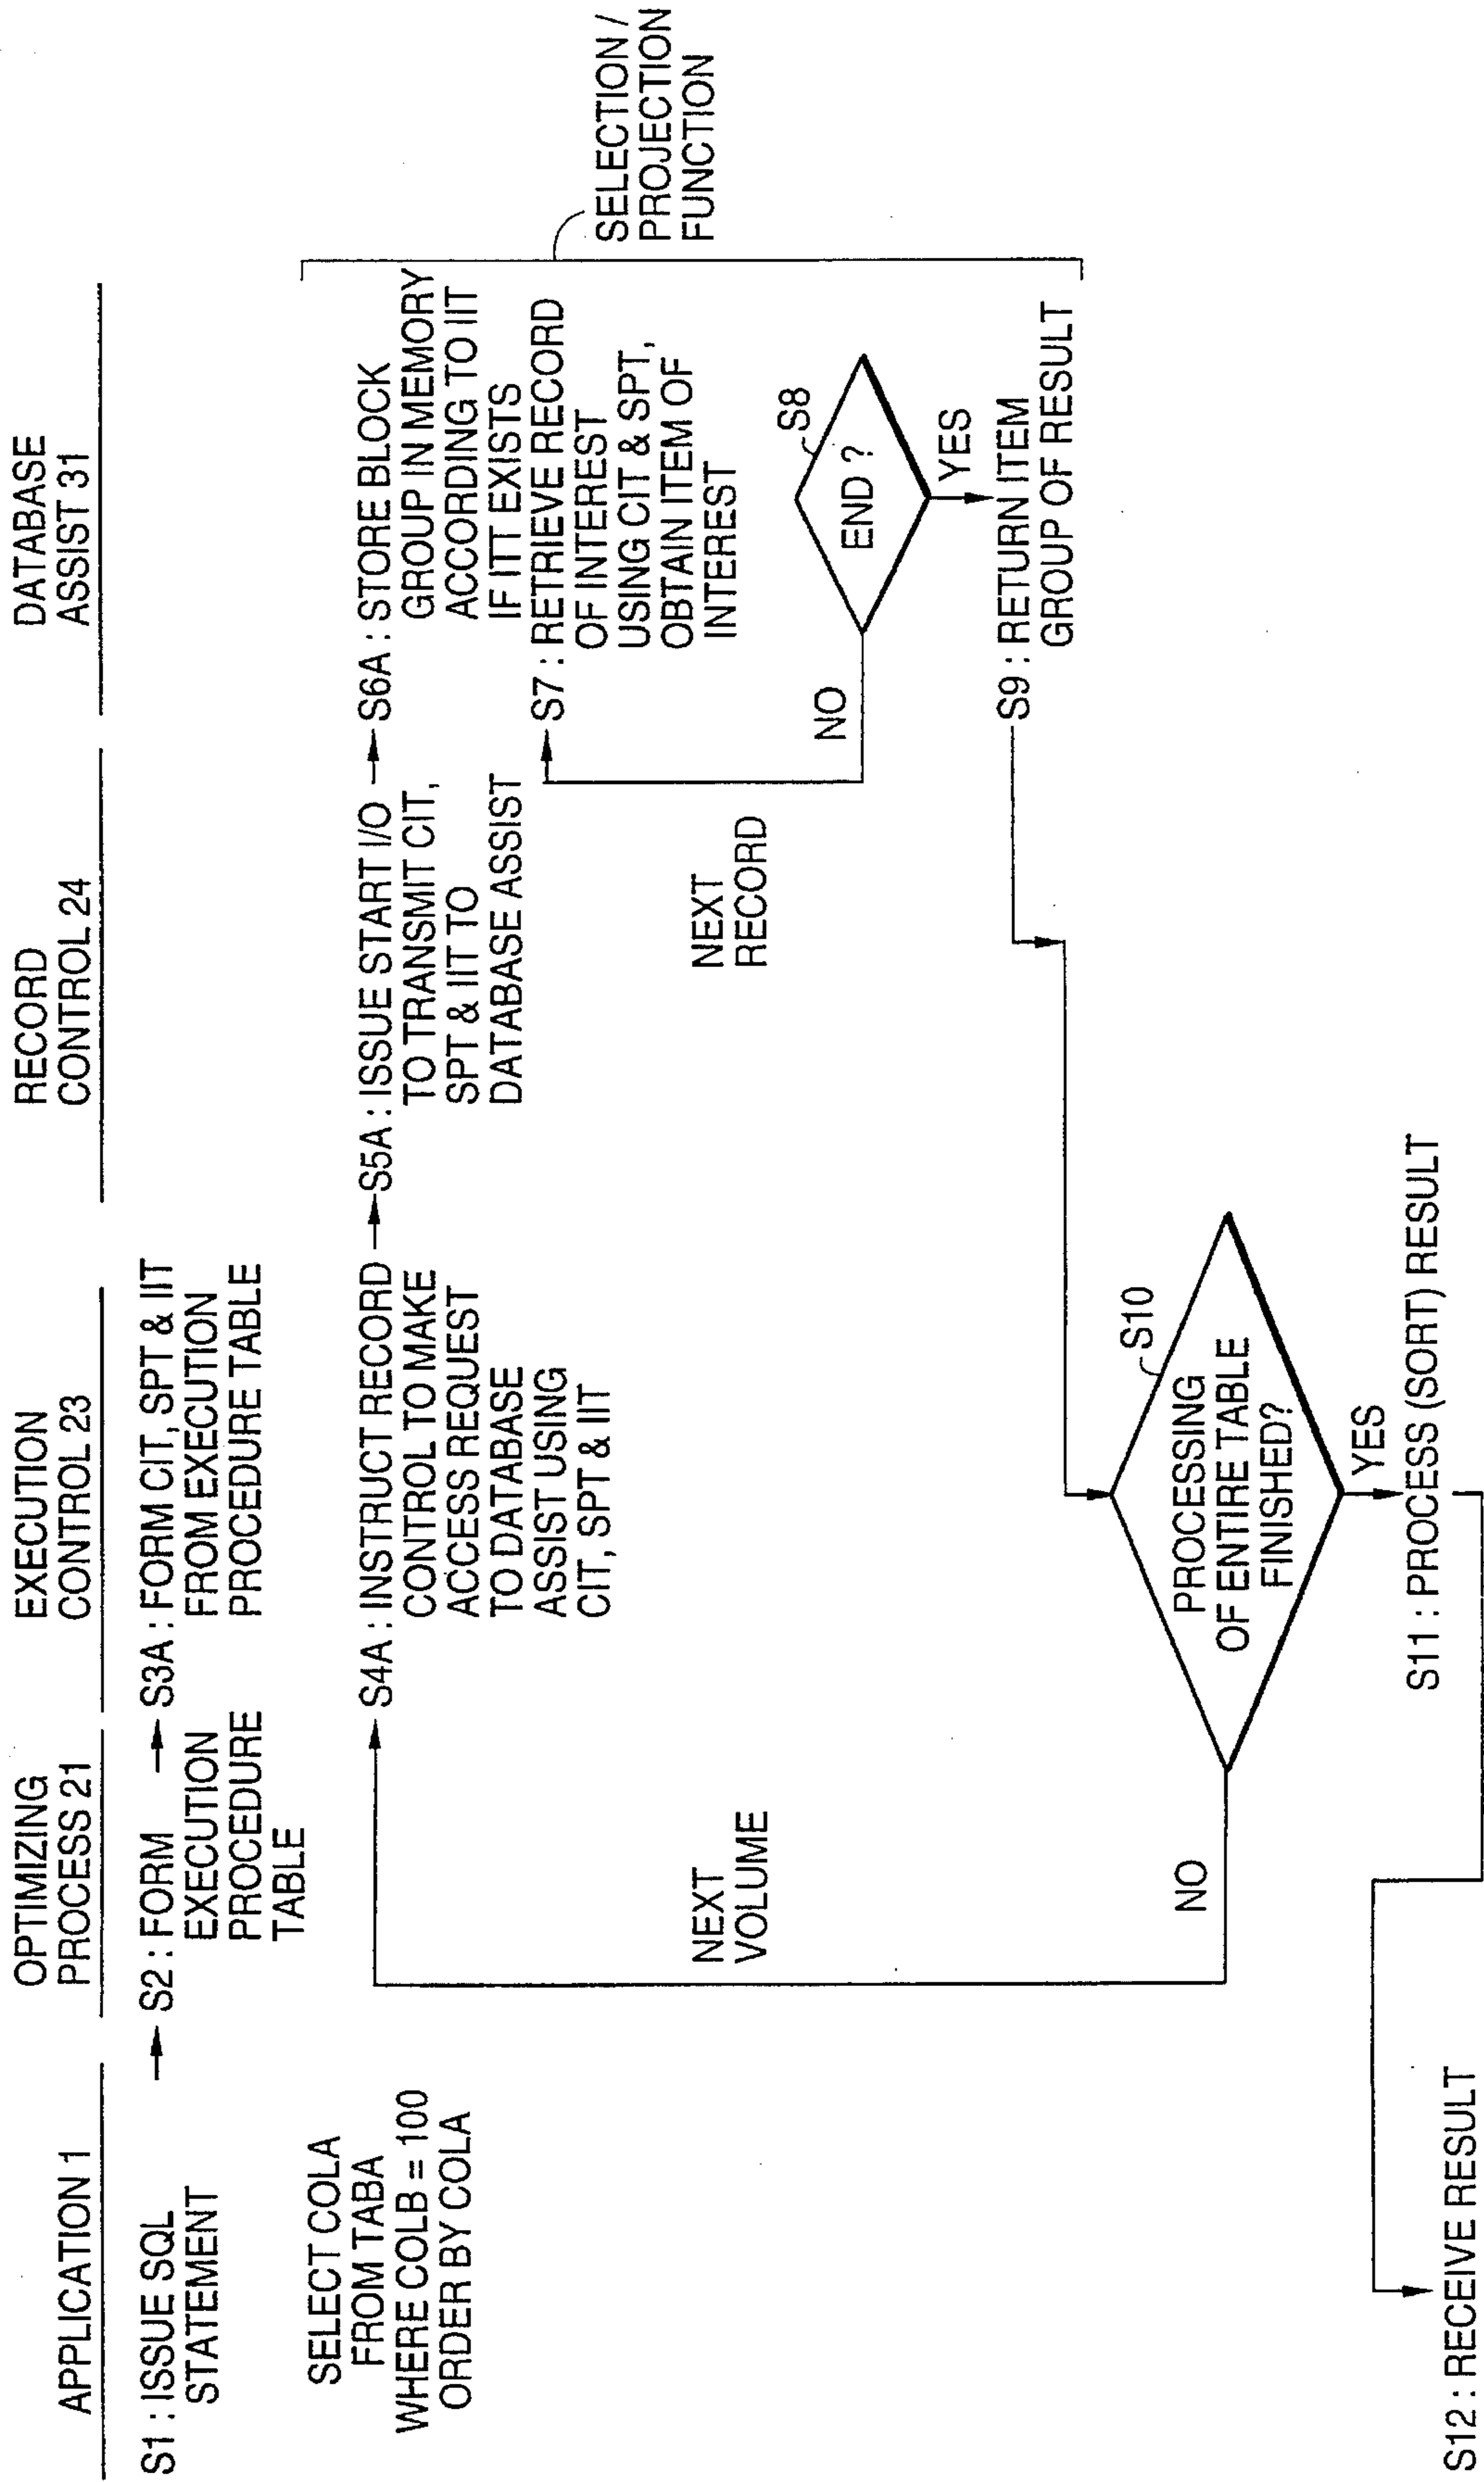 APPLICATION 1
OPTIMIZING
PROCESS 21
EXECUTION
CONTROL 23
RECORD
CONTROL 24
DATABASE
ASSIST 31
S1 : ISSUE SQL
STATEMENT
S2 : FORM
EXECUTION
PROCEDURE
TABLE
S3A : FORM CIT, SPT & IIT
FROM EXECUTION
PROCEDURE TABLE
SELECT COLA
FROM TABA
WHERE COLB = 100
ORDER BY COLA
S4A : INSTRUCT RECORD
CONTROL TO MAKE
ACCESS REQUEST
TO DATABASE
ASSIST USING
CIT, SPT & IIT
S5A : ISSUE START I/O
TO TRANSMIT CIT,
SPT & IIT TO
DATABASE ASSIST
S6A : STORE BLOCK
GROUP IN MEMORY
ACCORDING TO IIT
IF ITT EXISTS
S7 : RETRIEVE RECORD
OF INTEREST
USING CIT & SPT,
OBTAIN ITEM OF
INTEREST
SELECTION /
PROJECTION
FUNCTION
NEXT
RECORD
NO
S8
END ?
YES
S9 : RETURN ITEM
GROUP OF RESULT
NEXT
VOLUME
NO
S10
PROCESSING
OF ENTIRE TABLE
FINISHED?
YES
S11 : PROCESS (SORT) RESULT
S12 : RECEIVE RESULT